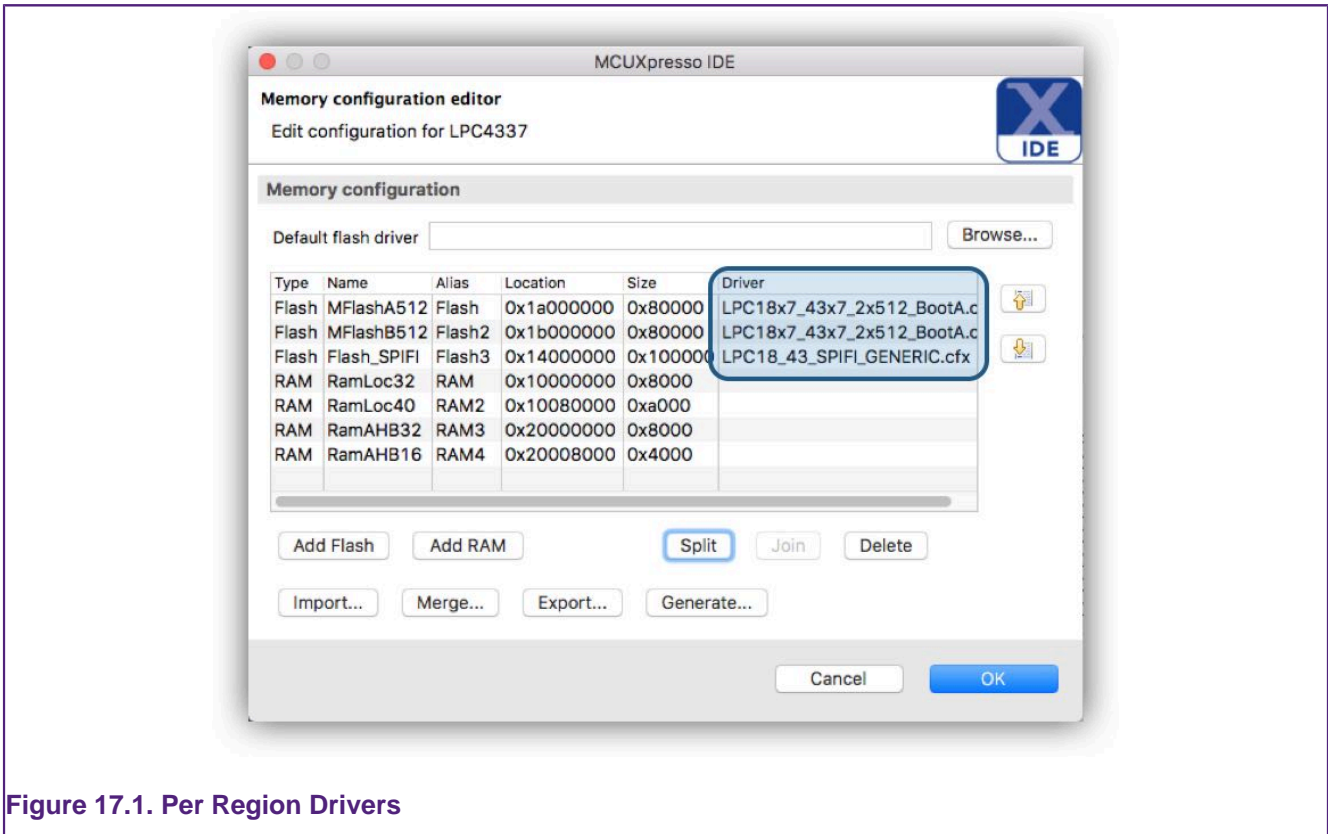 MCUXpresso IDE
Memory configuration editor
Edit configuration for LPC4337
X
IDE
Memory configuration
Default flash driver
Browse...
Type Name Alias Location Size Driver
Flash MFlashA512 Flash 0x1a000000 0x80000 LPC18x7_43x7_2x512_BootA.c
Flash MFlashB512 Flash2 0x1b000000 0x80000 LPC18x7_43x7_2x512_BootA.c
Flash Flash_SPIFI Flash3 0x14000000 0x100000 LPC18_43_SPIFI_GENERIC.cfx
RAM RamLoc32 RAM 0x10000000 0x8000
RAM RamLoc40 RAM2 0x10080000 0xa000
RAM RamAHB32 RAM3 0x20000000 0x8000
RAM RamAHB16 RAM4 0x20008000 0x4000
Add Flash Add RAM Split Join Delete
Import... Merge... Export... Generate...
Cancel OK
Figure 17.1. Per Region Drivers